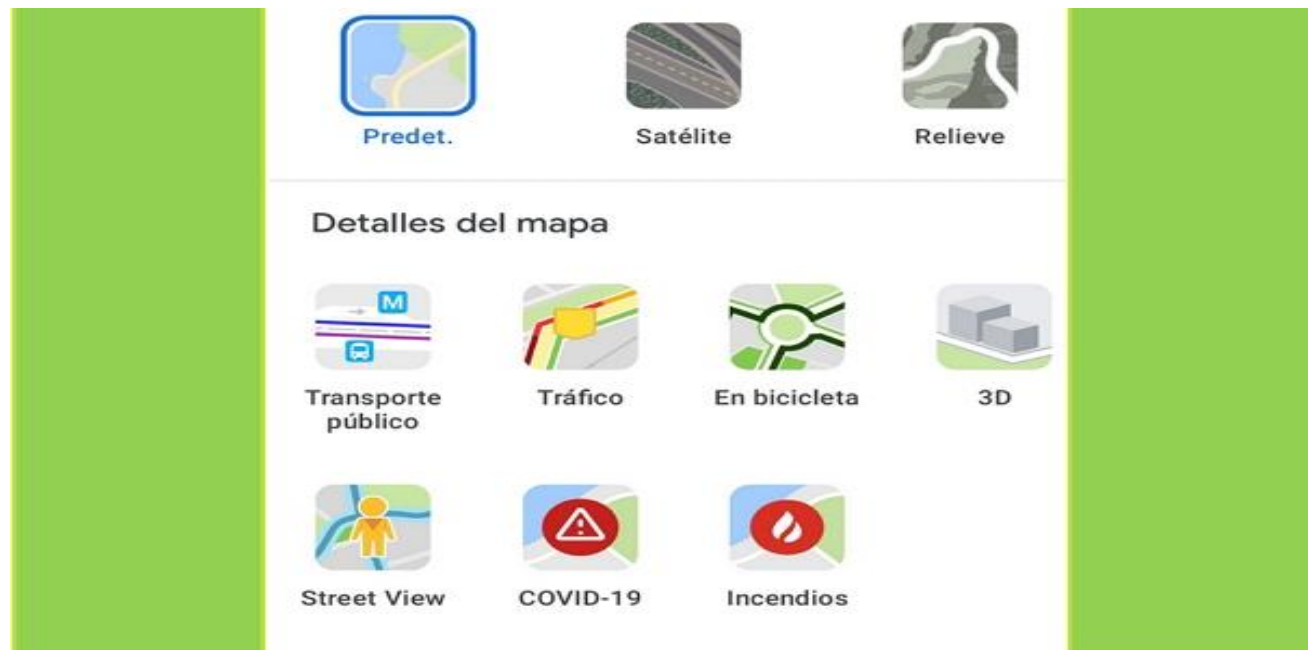 Predet.
Satélite
Relieve
Detalles del mapa
M
Transporte
público
Tráfico
En bicicleta
3D
Street View
COVID-19
Incendios